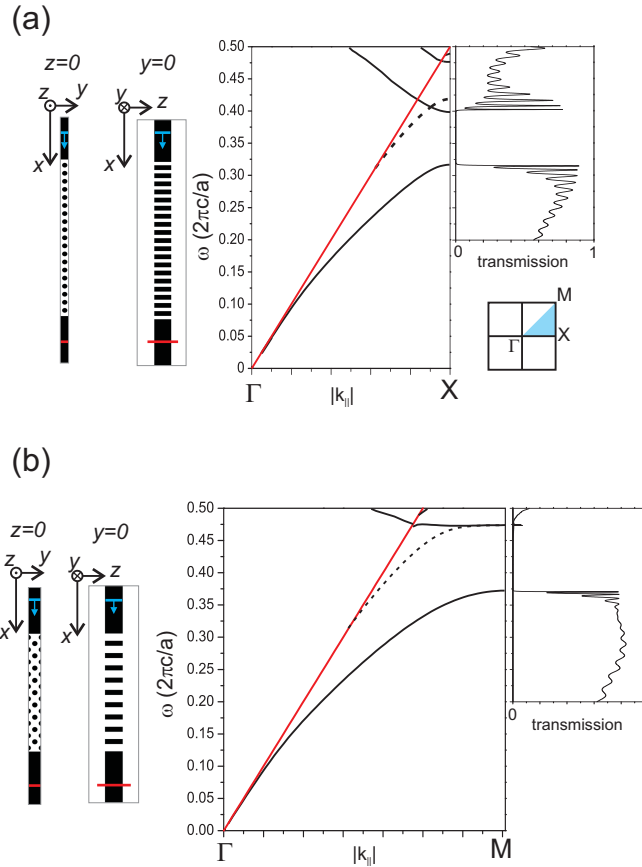 (a)
z=0
y=0
z
y
x
y
z
x
ω (2πc/a)
0.50
0.45
0.40
0.35
0.30
0.25
0.20
0.15
0.10
0.05
0
Γ
|k||
X
0
1
transmission
M
X
Γ
(b)
z=0
y=0
z
y
x
y
z
x
ω (2πc/a)
0.50
0.45
0.40
0.35
0.30
0.25
0.20
0.15
0.10
0.05
0.00
Γ
|k|||
M
0
transmission